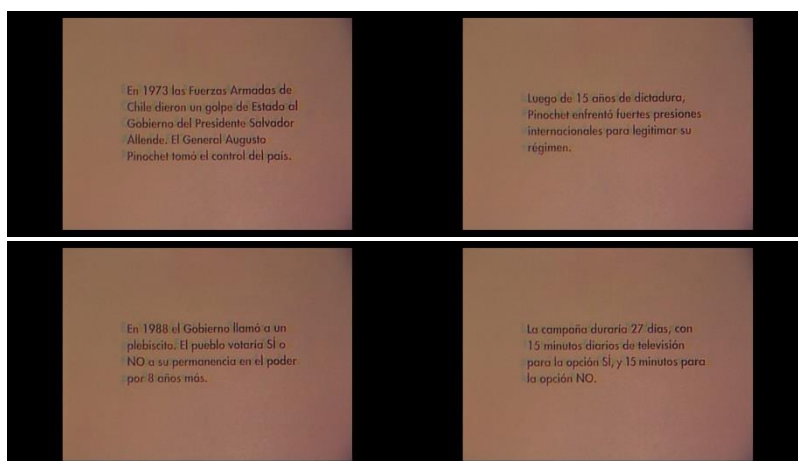 En 1973 las Fuerzas Armadas de
Chile dieron un golpe de Estado al
Gobierno del Presidente Salvador
Allende. El General Augusto
Pinochet tomó el control del país.
Luego de 15 años de dictadura,
Pinochet enfrentó fuertes presiones
internacionales para legitimar su
régimen.
En 1988 el Gobierno llamó a un
plebiscito. El pueblo votaría SÍ o
NO a su permanencia en el poder
por 8 años más.
La campaña duraría 27 días, con
15 minutos diarios de televisión
para la opción SÍ, y 15 minutos para
la opción NO.